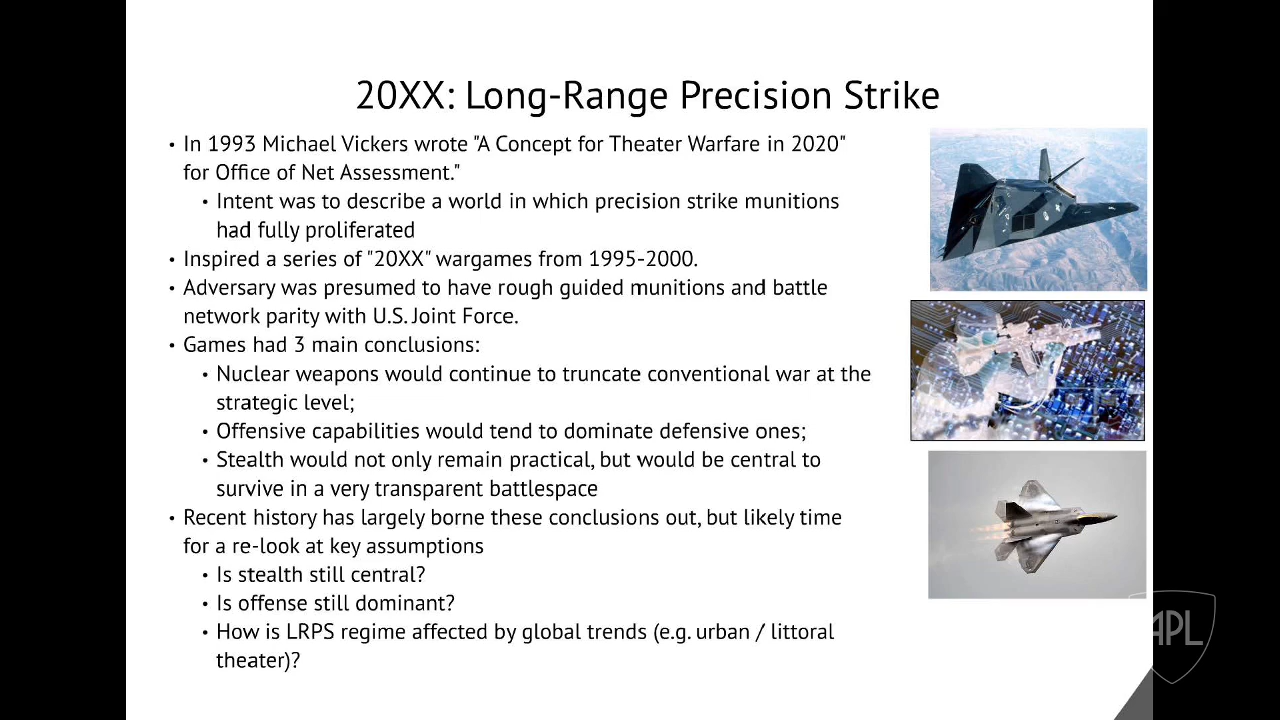 20XX: Long-Range Precision Strike
• In 1993 Michael Vickers wrote "A Concept for Theater Warfare in 2020"
for Office of Net Assessment."
• Intent was to describe a world in which precision strike munitions
had fully proliferated
• Inspired a series of "20XX" wargames from 1995-2000.
• Adversary was presumed to have rough guided munitions and battle
network parity with U.S. Joint Force.
• Games had 3 main conclusions:
• Nuclear weapons would continue to truncate conventional war at the
strategic level;
• Offensive capabilities would tend to dominate defensive ones;
• Stealth would not only remain practical, but would be central to
survive in a very transparent battlespace
• Recent history has largely borne these conclusions out, but likely time
for a re-look at key assumptions
• Is stealth still central?
• Is offense still dominant?
• How is LRPS regime affected by global trends (e.g. urban / littoral
theater)?
APL